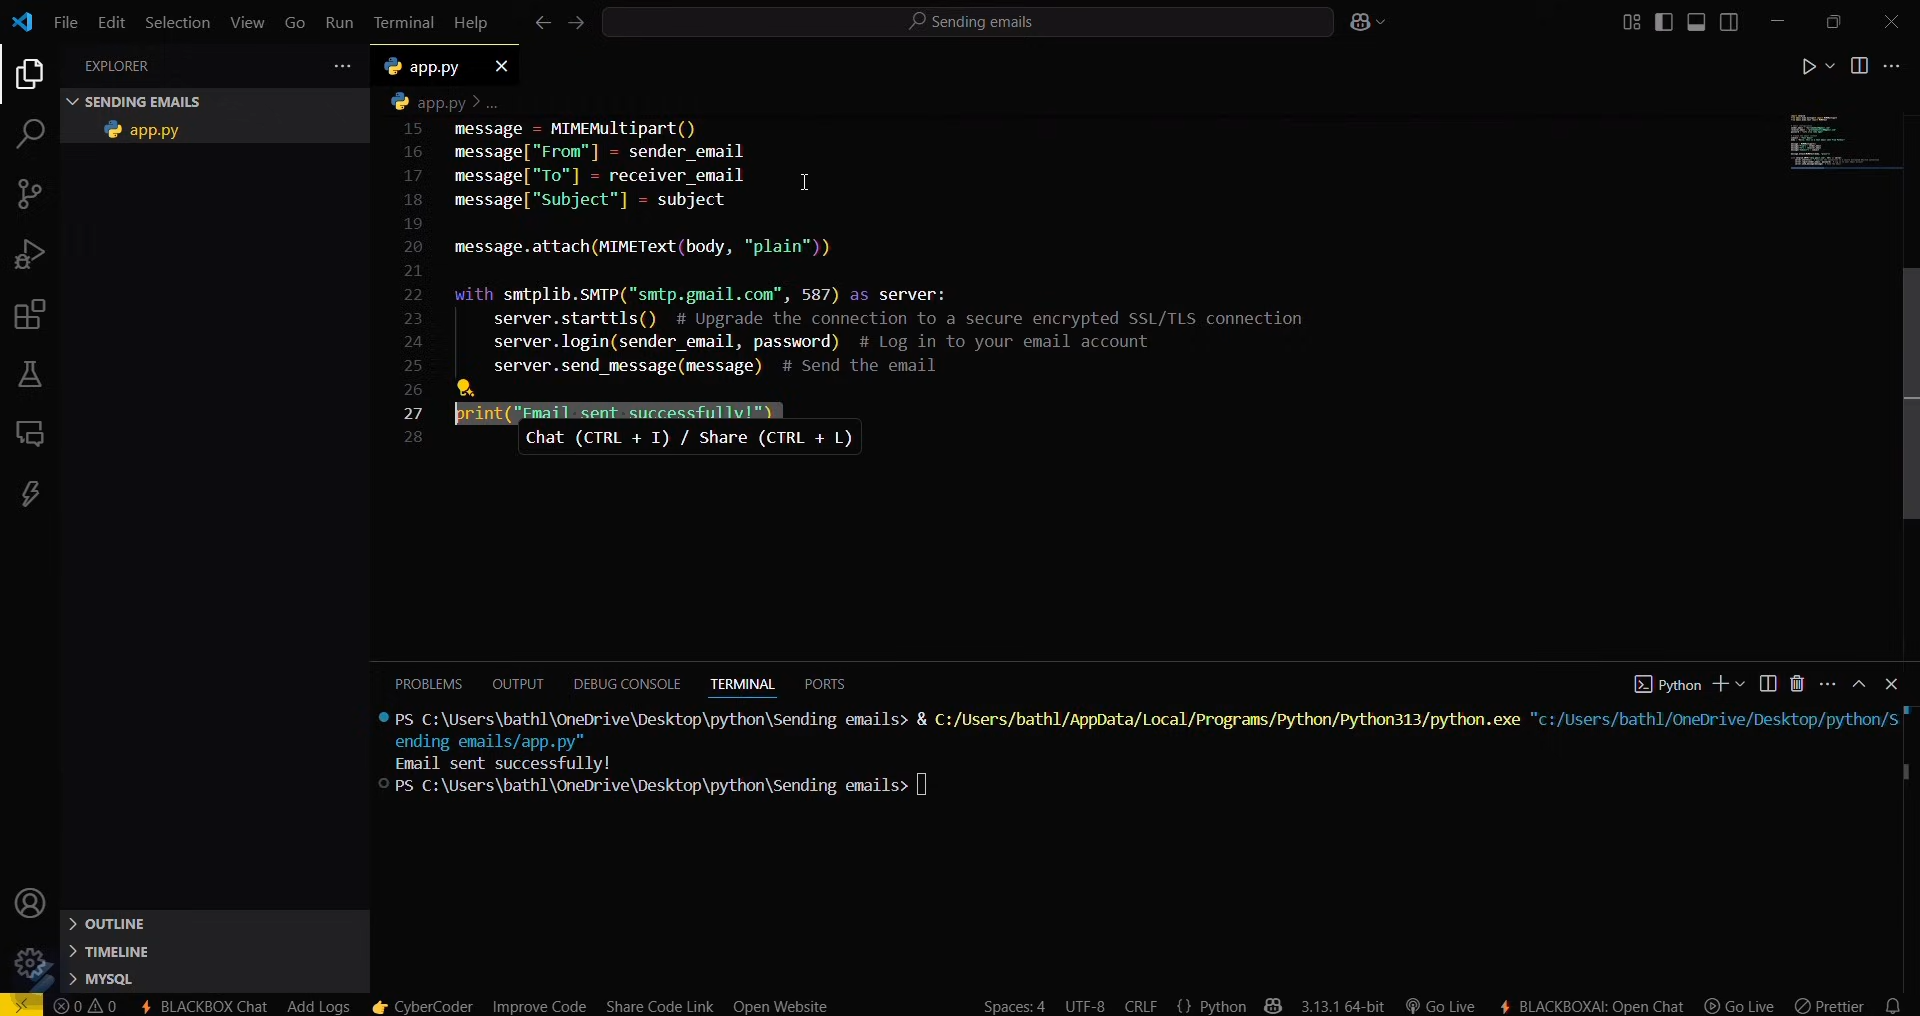 File Edit Selection View Go Run Terminal Help
Sending emails
EXPLORER
SENDING EMAILS
app.py
app.py
app.py > ...
15 message = MIMEMultipart()
16 message["From"] = sender_email
17 message["To"] = receiver_email
18 message["Subject"] = subject
19
20 message.attach(MIMEText(body, "plain"))
21
22 with smtplib.SMTP("smtp.gmail.com", 587) as server:
23 server.starttls() # Upgrade the connection to a secure encrypted SSL/TLS connection
24 server.login(sender_email, password) # Log in to your email account
25 server.send_message(message) # Send the email
26
27 print("Email sent successfully!")
28
Chat (CTRL + I) / Share (CTRL + L)
PROBLEMS OUTPUT DEBUG CONSOLE TERMINAL PORTS
Python
PS C:\Users\bathl\OneDrive\Desktop\python\Sending emails> & C:/Users/bathl/AppData/Local/Programs/Python/Python313/python.exe "c:/Users/bathl/OneDrive/Desktop/python/S
ending emails/app.py"
Email sent successfully!
PS C:\Users\bathl\OneDrive\Desktop\python\Sending emails>
OUTLINE
TIMELINE
MYSQL
0 0 BLACKBOX Chat Add Logs CyberCoder Improve Code Share Code Link Open Website Spaces: 4 UTF-8 CRLF {} Python 3.13.1 64-bit Go Live BLACKBOXAI: Open Chat Go Live Prettier